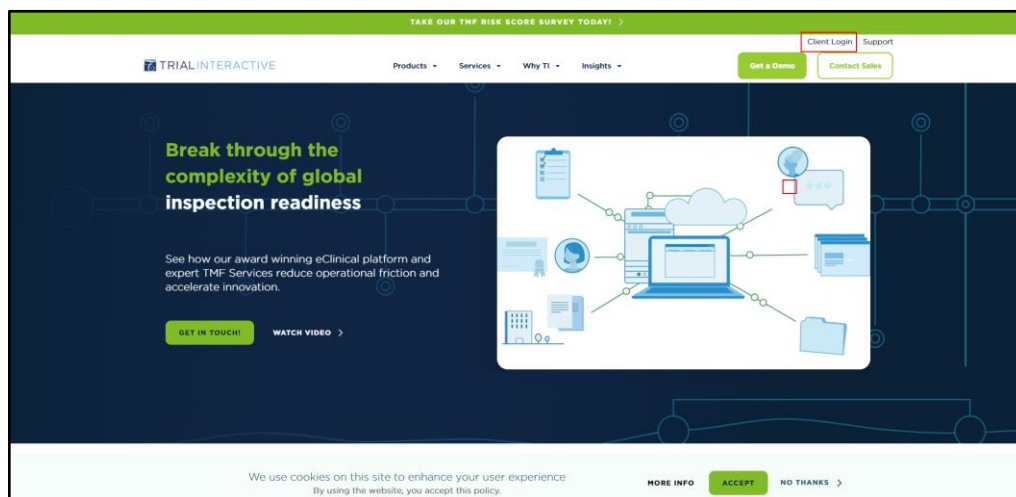 TAKE OUR TMF RISK SCORE SURVEY TODAY! >
Client Login Support
TRIALINTERACTIVE
Products Services Why TI Insights
Get a Demo Contact Sales
Break through the
complexity of global
inspection readiness
See how our award winning eClinical platform and
expert TMF Services reduce operational friction and
accelerate innovation.
GET IN TOUCH! WATCH VIDEO >
We use cookies on this site to enhance your user experience
By using the website, you accept this policy.
MORE INFO ACCEPT NO THANKS >